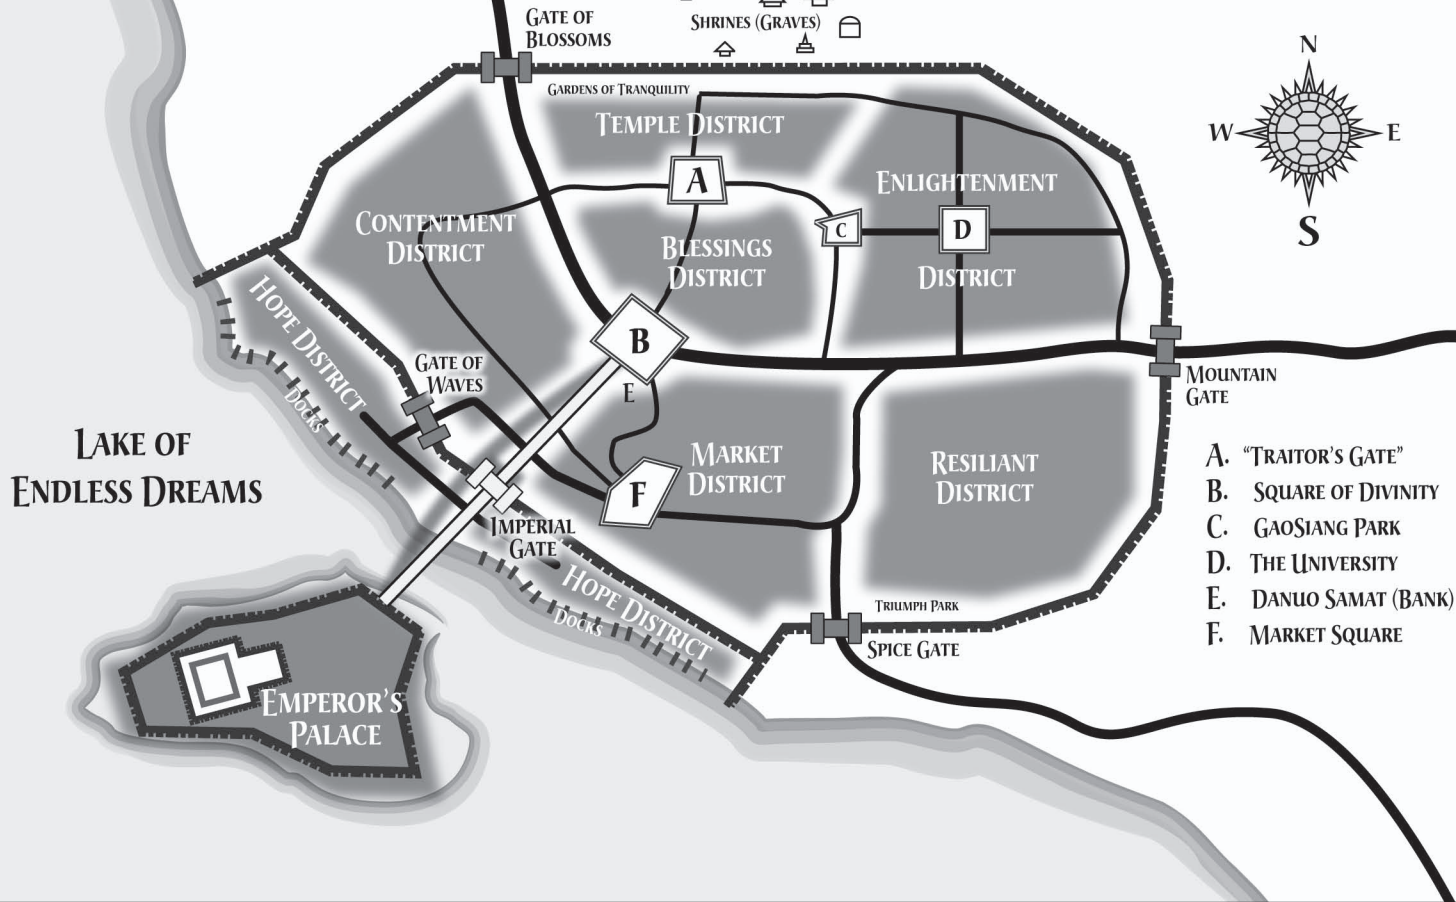 GATE OF
BLOSSOMS
SHRINES (GRAVES)
N
W
E
S
GARDENS OF TRANQUILITY
TEMPLE DISTRICT
A
ENLIGHTENMENT
DISTRICT
C
D
CONTENTMENT
DISTRICT
BLESSINGS
DISTRICT
HOPE DISTRICT
DOCKS
B
E
GATE OF
WAVES
MOUNTAIN
GATE
LAKE OF
ENDLESS DREAMS
MARKET
DISTRICT
F
RESILIANT
DISTRICT
IMPERIAL
GATE
HOPE DISTRICT
DOCKS
TRIUMPH PARK
SPICE GATE
EMPEROR'S
PALACE
A. "TRAITOR'S GATE"
B. SQUARE OF DIVINITY
C. GAOSIANG PARK
D. THE UNIVERSITY
E. DANUO SAMAT (BANK)
F. MARKET SQUARE